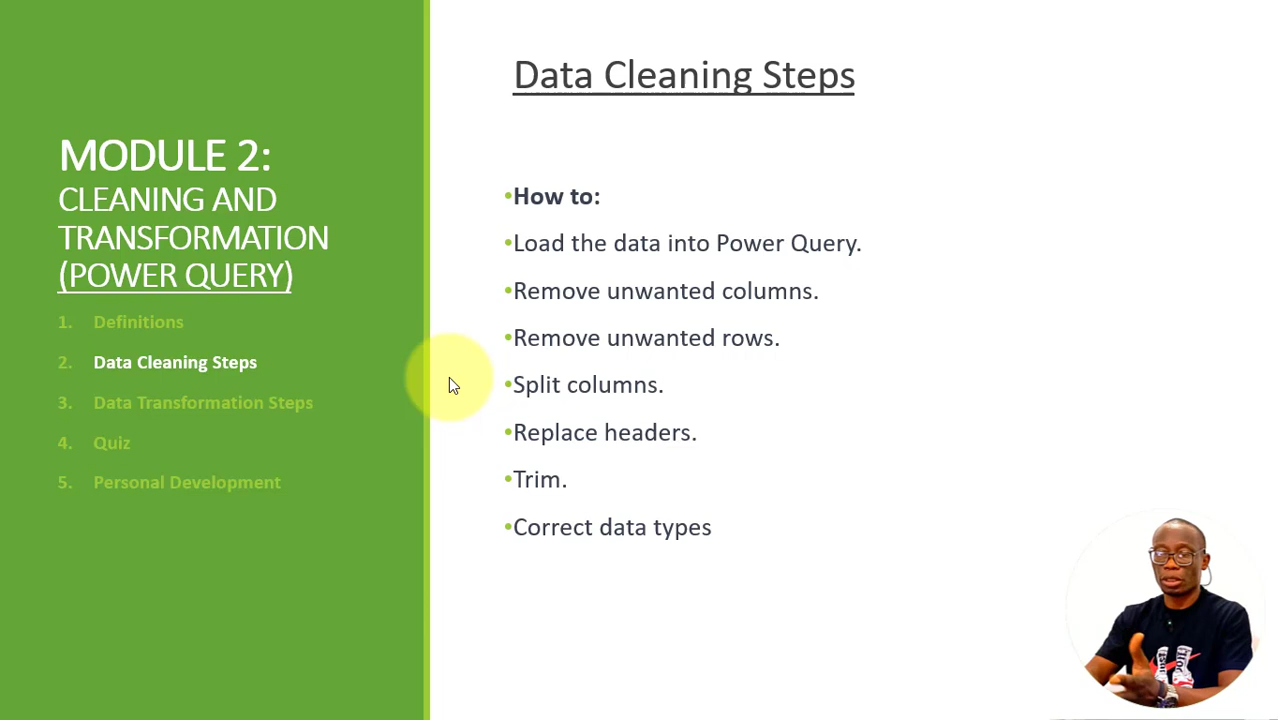 MODULE 2:
CLEANING AND
TRANSFORMATION
(POWER QUERY)
1. Definitions
2. Data Cleaning Steps
3. Data Transformation Steps
4. Quiz
5. Personal Development
Data Cleaning Steps
•How to:
•Load the data into Power Query.
•Remove unwanted columns.
•Remove unwanted rows.
•Split columns.
•Replace headers.
•Trim.
•Correct data types